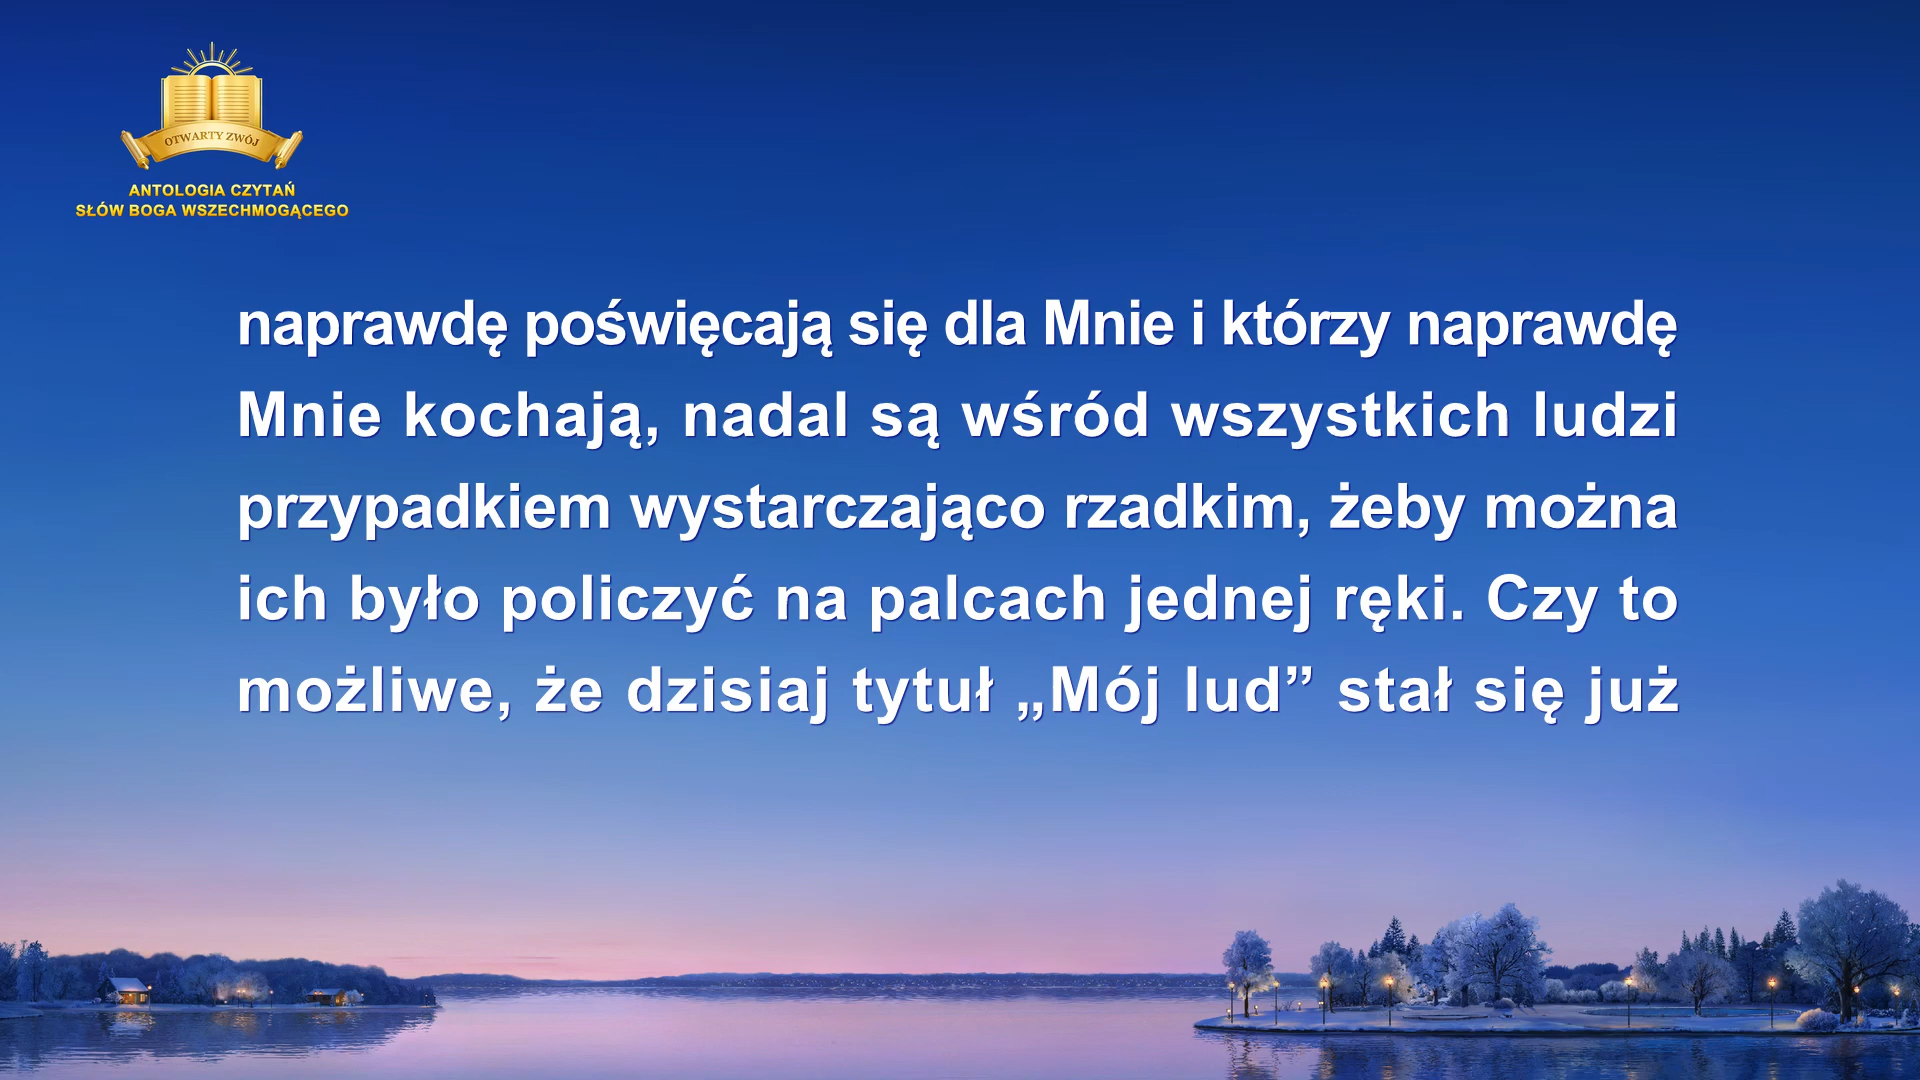 OTWARTY ZWÓJ
ANTOLOGIA CZYTAŃ
SŁÓW BOGA WSZECHMOGĄCEGO
naprawdę poświęcają się dla Mnie i którzy naprawdę
Mnie kochają, nadal są wśród wszystkich ludzi
przypadkiem wystarczająco rzadkim, żeby można
ich było policzyć na palcach jednej ręki. Czy to
możliwe, że dzisiaj tytuł „Mój lud” stał się już